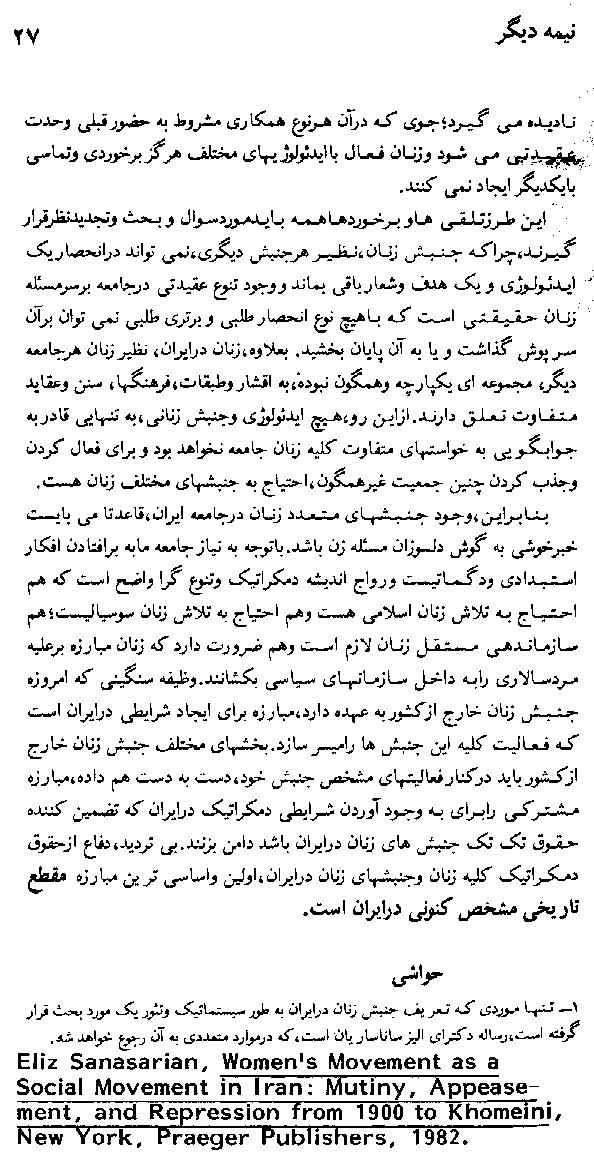 نیمه دیگر
۲۷
نادیده می گیرد؛جوی که درآن هرنوع همکاری مشروط به حضور قبلی وحدت
عقیدتی می شود وزنان فعال باایدئولوژیهای مختلف هرگز برخوردی وتماسی
بایکدیگر ایجاد نمی کنند.
این طرزتلقی هاو برخوردهاهمه بایدموردسوال و بحث وتجدیدنظرقرار
گیرند،چراکه جنبش زنان،نظیر هرجنبش دیگری،نمی تواند درانحصاریک
ایدئولوژی و یک هدف وشعارباقی بماند و وجود تنوع عقیدتی درجامعه برسرمسئله
زنان حقیقتی است که باهیچ نوع انحصار طلبی و برتری طلبی نمی توان برآن
سر پوش گذاشت و یا به آن پایان بخشید. بعلاوه،زنان درایران، نظیر زنان هرجامعه
دیگر، مجموعه ای یکپارچه وهمگون نبوده،به اقشار وطبقات،فرهنگها، سنن وعقاید
متفاوت تعلق دارند.ازاین رو،هیچ ایدئولوژی وجنبش زنانی،به تنهایی قادر به
جوابگویی به خواستهای متفاوت کلیه زنان جامعه نخواهد بود و برای فعال کردن
وجذب کردن چنین جمعیت غیرهمگون،احتیاج به جنبشهای مختلف زنان هست.
بنابراین،وجود جنبشهای متعدد زنان درجامعه ایران،قاعدتا می بایست
خبرخوشی به گوش دلسوزان مسئله زن باشد.باتوجه به نیاز جامعه مابه برافتادن افکار
استبدادی ودگماتیست ورواج اندیشه دمکراتیک وتنوع گرا واضح است که هم
احتیاج به تلاش زنان اسلامی هست وهم احتیاج به تلاش زنان سوسیالیست؛هم
سازماندهی مستقل زنان لازم است وهم ضرورت دارد که زنان مبارزه برعلیه
مردسالاری رابه داخل سازمانهای سیاسی بکشانند.وظیفه سنگینی که امروزه
جنبش زنان خارج ازکشور به عهده دارد،مبارزه برای ایجاد شرایطی درایران است
که فعالیت کلیه این جنبش ها رامیسر سازد.بخشهای مختلف جنبش زنان خارج
ازکشور باید درکنار فعالیتهای مشخص جنبش خود،دست به دست هم داده،مبارزه
مشترکی رابرای به وجود آوردن شرایطی دمکراتیک درایران که تضمین کننده
حقوق تک تک جنبش های زنان درایران باشد دامن بزنند.بی تردید،دفاع ازحقوق
دمکراتیک کلیه زنان وجنبشهای زنان درایران،اولین واساسی ترین مبارزه مقطع
تاریخی مشخص کنونی درایران است.
حواشی
۱– تنها موردی که تعریف جنبش زنان درایران به طور سیستماتیک وتئوریک مورد بحث قرار
گرفته است،رساله دکترای الیز ساناساریان است،که درموارد متعددی به آن رجوع خواهد شد.
Eliz Sanasarian, Women's Movement as a
Social Movement in Iran: Mutiny, Appease-
ment, and Repression from 1900 to Khomeini,
New York, Praeger Publishers, 1982.